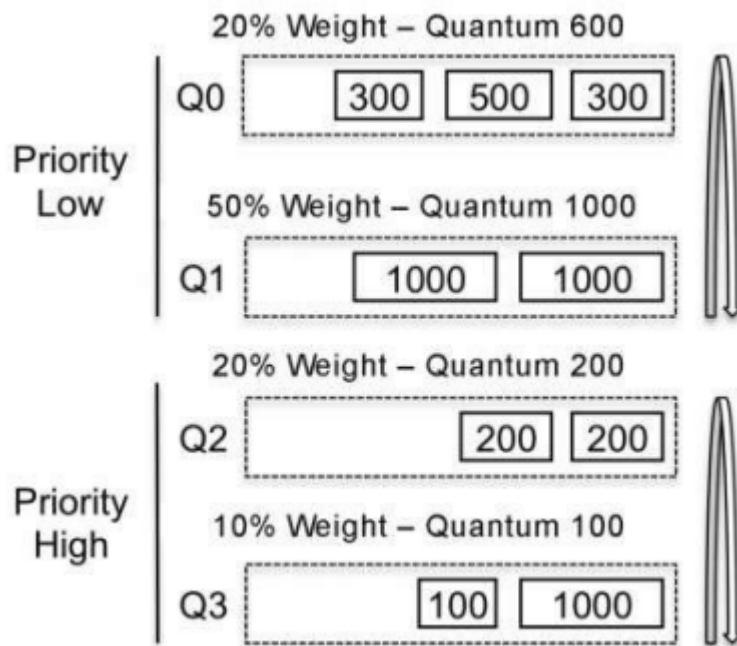 20% Weight – Quantum 600
Q0 300 500 300
Priority
Low
50% Weight – Quantum 1000
Q1 1000 1000
20% Weight – Quantum 200
Q2 200 200
Priority
High
10% Weight – Quantum 100
Q3 100 1000